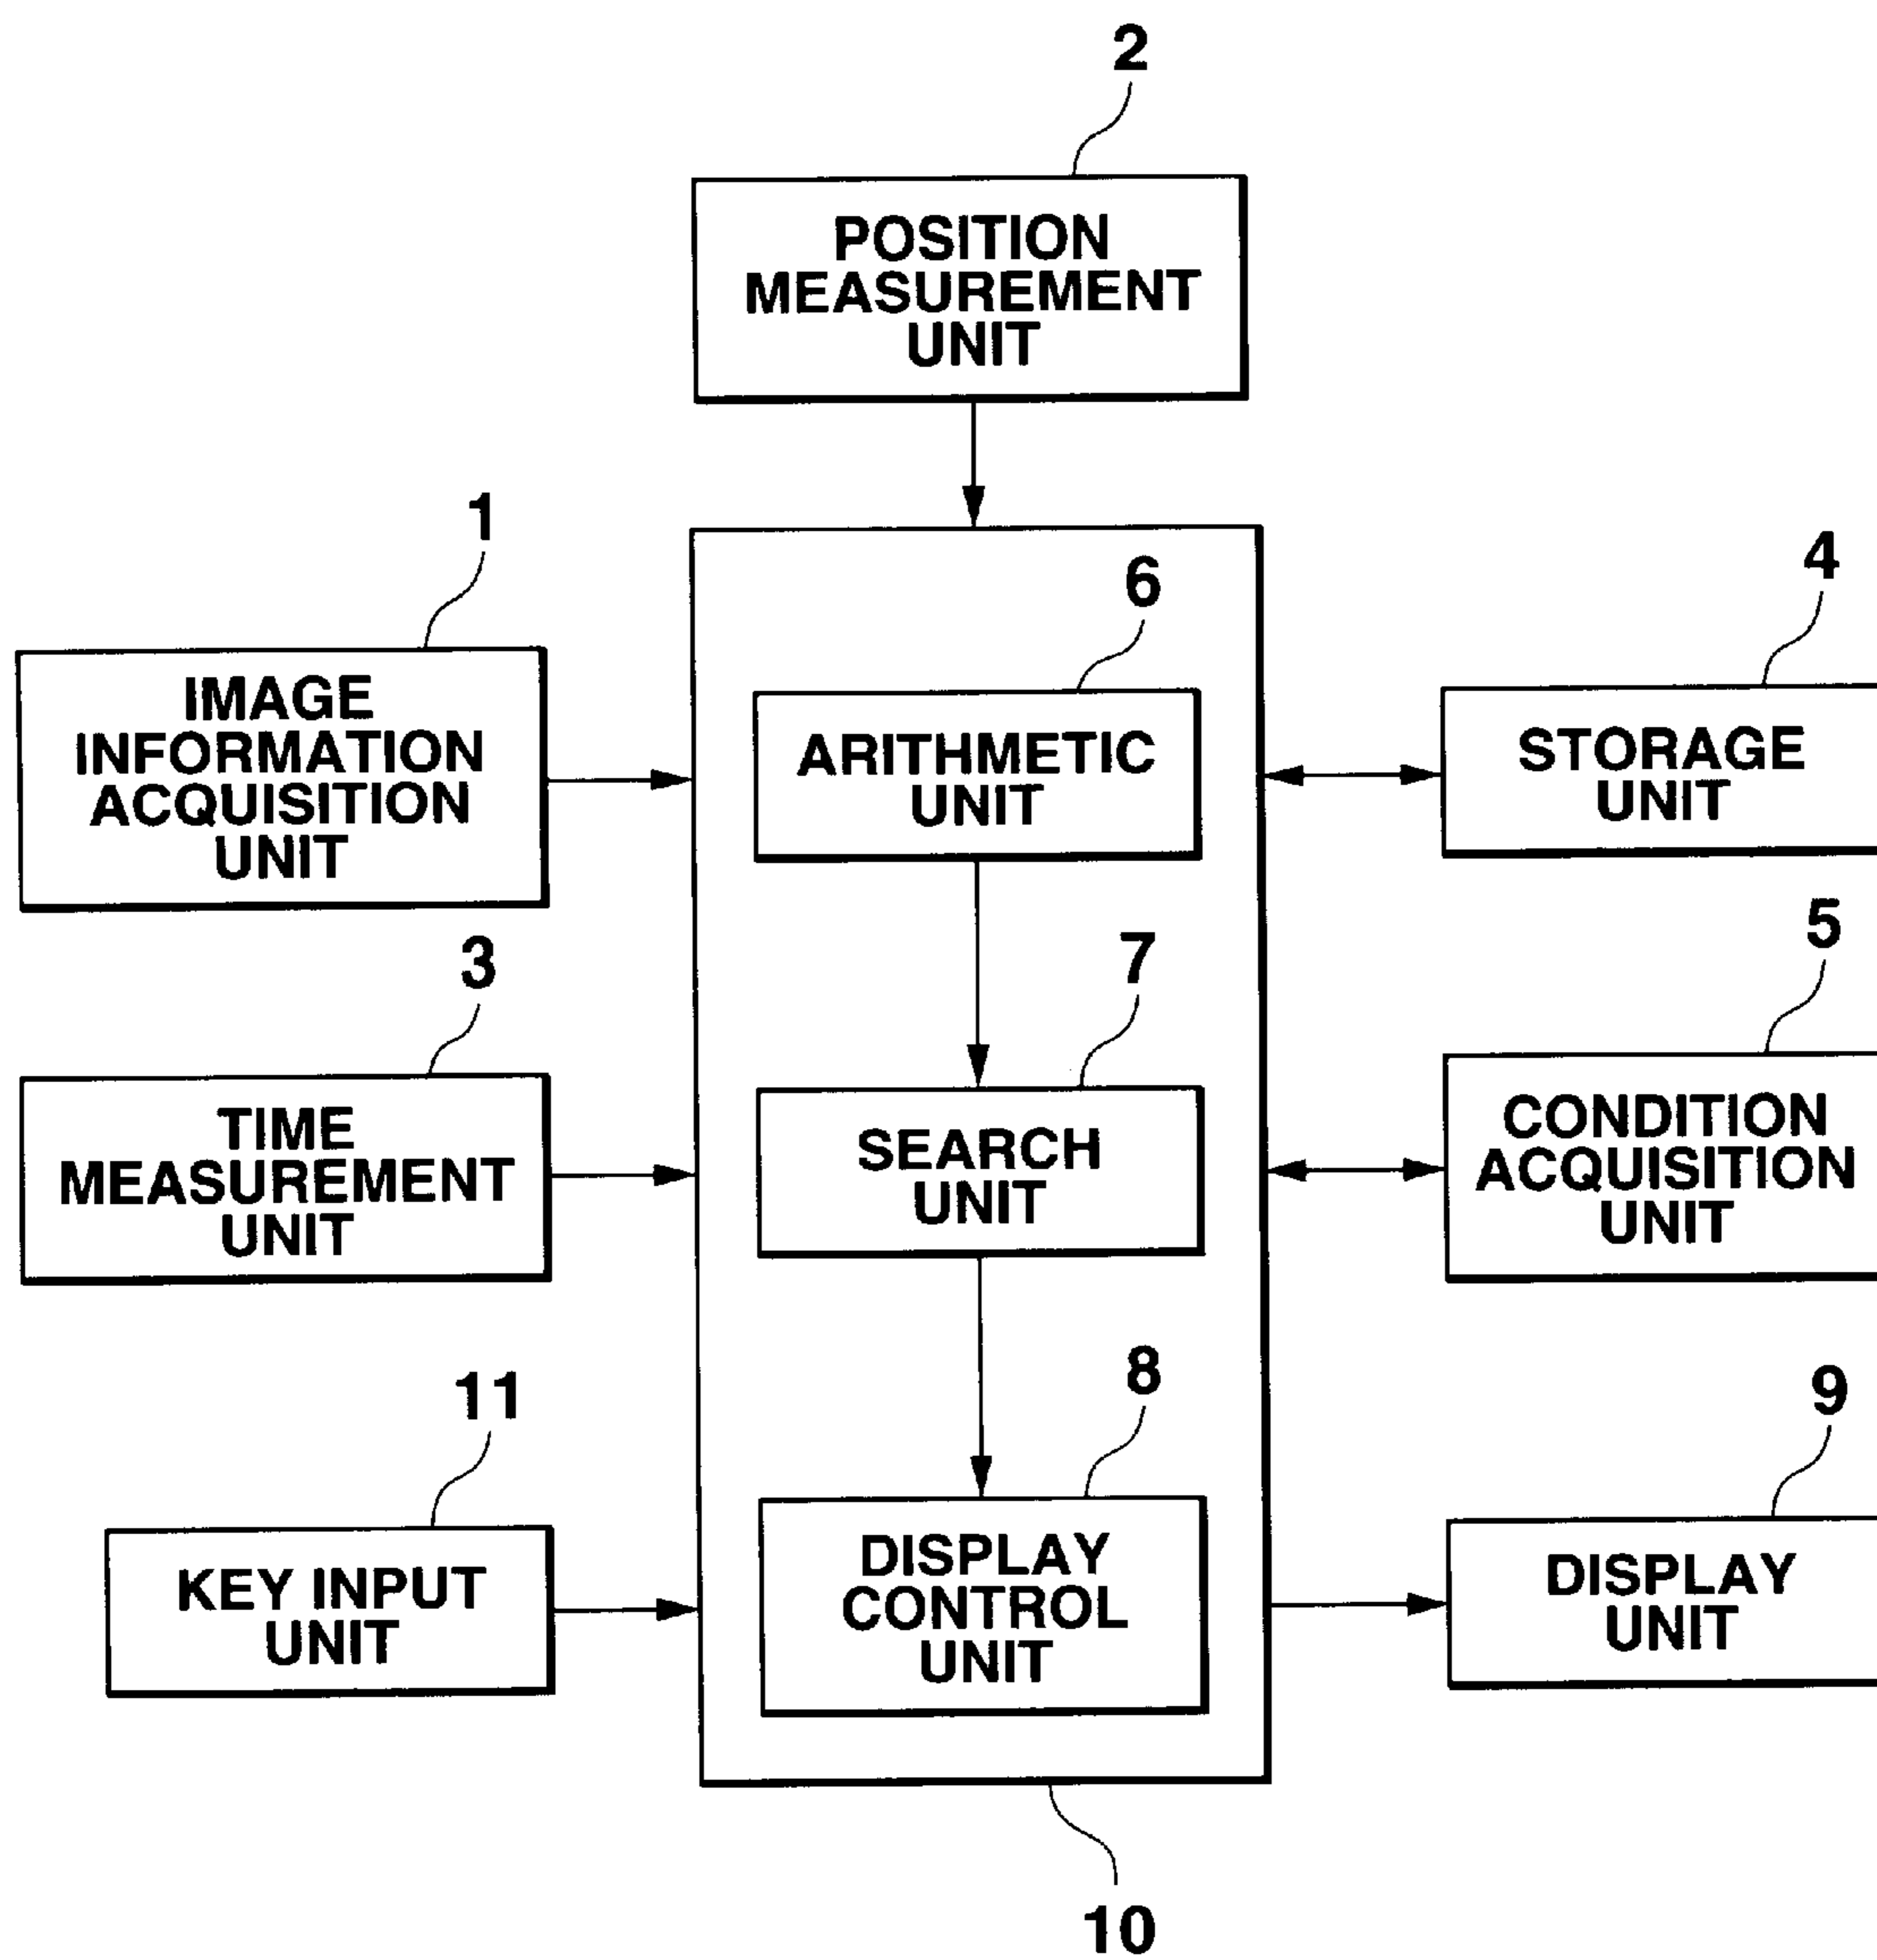 2
POSITION
MEASUREMENT
UNIT
1
IMAGE
INFORMATION
ACQUISITION
UNIT
6
ARITHMETIC
UNIT
4
STORAGE
UNIT
3
TIME
MEASUREMENT
UNIT
7
SEARCH
UNIT
5
CONDITION
ACQUISITION
UNIT
11
KEY INPUT
UNIT
8
DISPLAY
CONTROL
UNIT
9
DISPLAY
UNIT
10